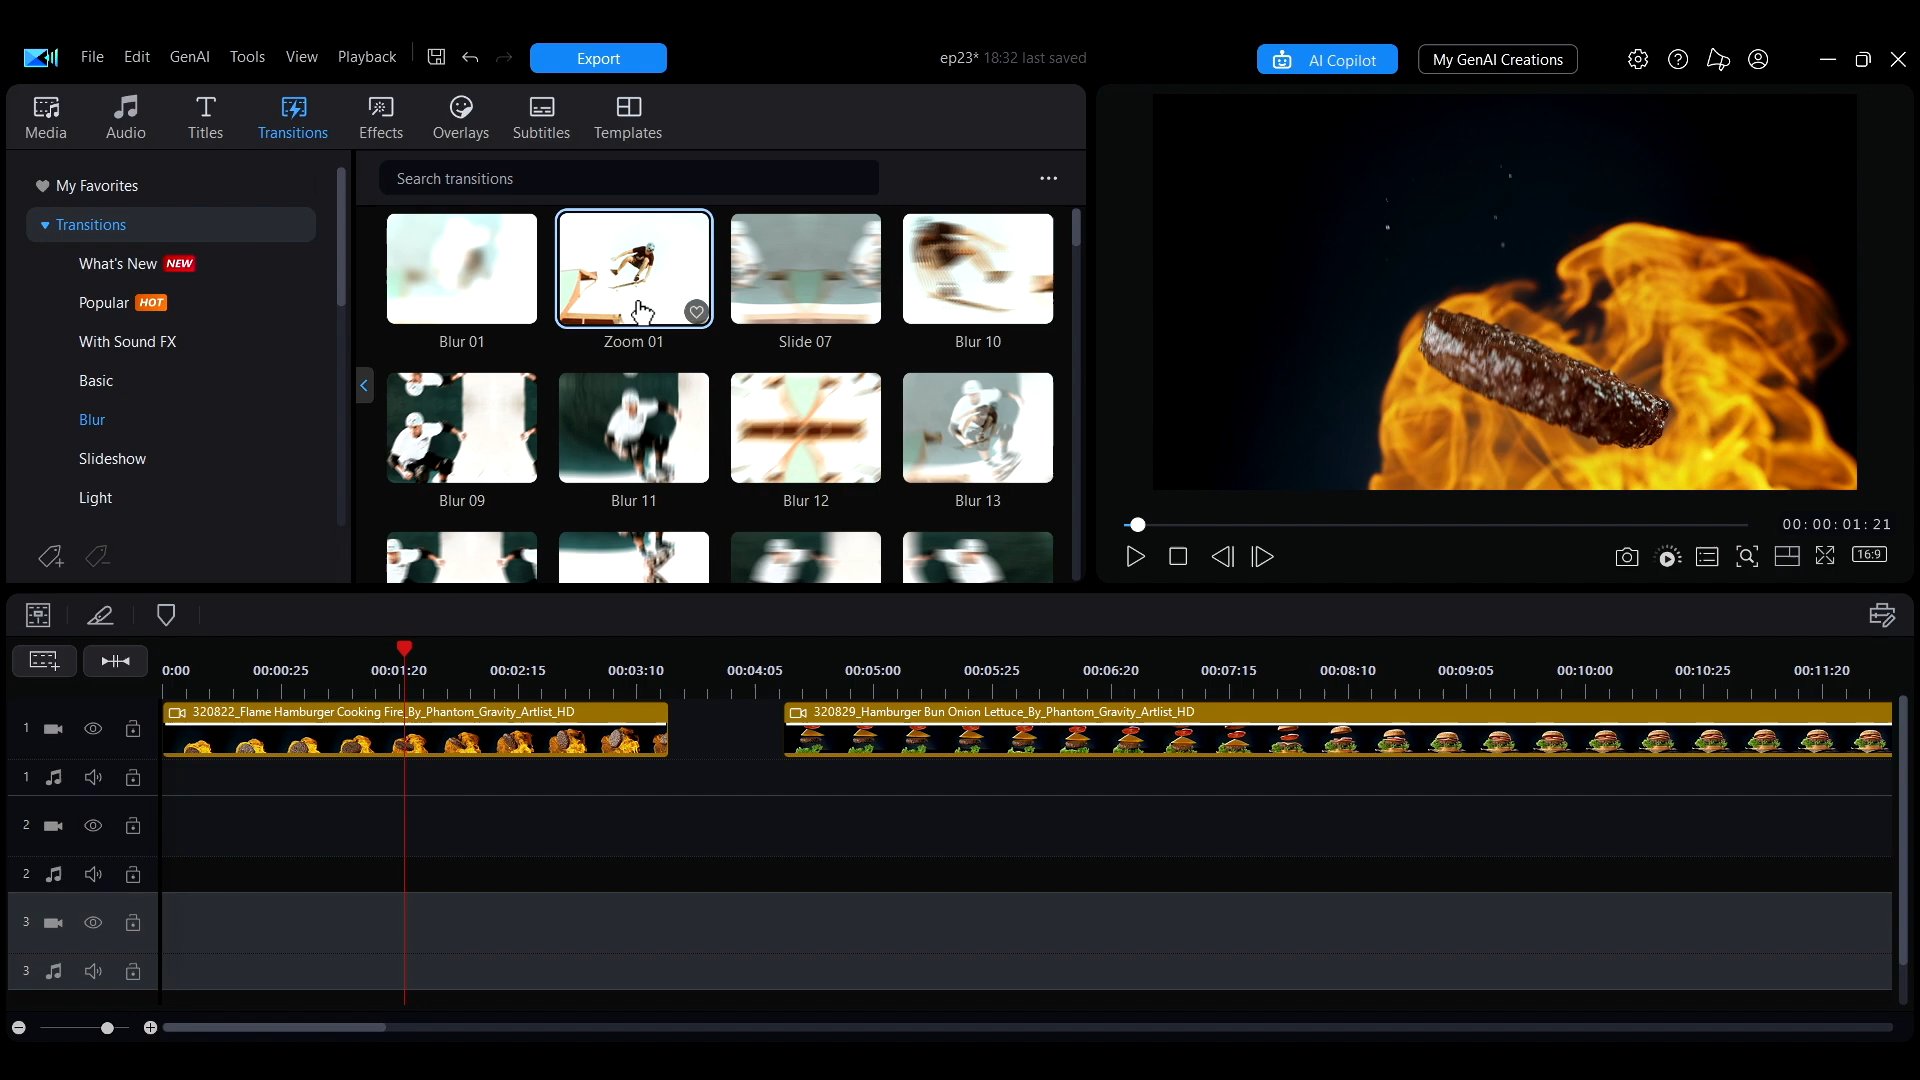 File Edit GenAI Tools View Playback Export ep23* 18:32 last saved AI Copilot My GenAI Creations
Media Audio Titles Transitions Effects Overlays Subtitles Templates
My Favorites
Transitions
What's New NEW
Popular HOT
With Sound FX
Basic
Blur
Slideshow
Light
Search transitions
Blur 01 Zoom 01 Slide 07 Blur 10
Blur 09 Blur 11 Blur 12 Blur 13
00:00:01:21
16:9
0:00 00:00:25 00:01:20 00:02:15 00:03:10 00:04:05 00:05:00 00:05:25 00:06:20 00:07:15 00:08:10 00:09:05 00:10:00 00:10:25 00:11:20
1 320822_Flame Hamburger Cooking Fire_By_Phantom_Gravity_Artlist_HD 320829_Hamburger Bun Onion Lettuce_By_Phantom_Gravity_Artlist_HD
1
2
2
3
3